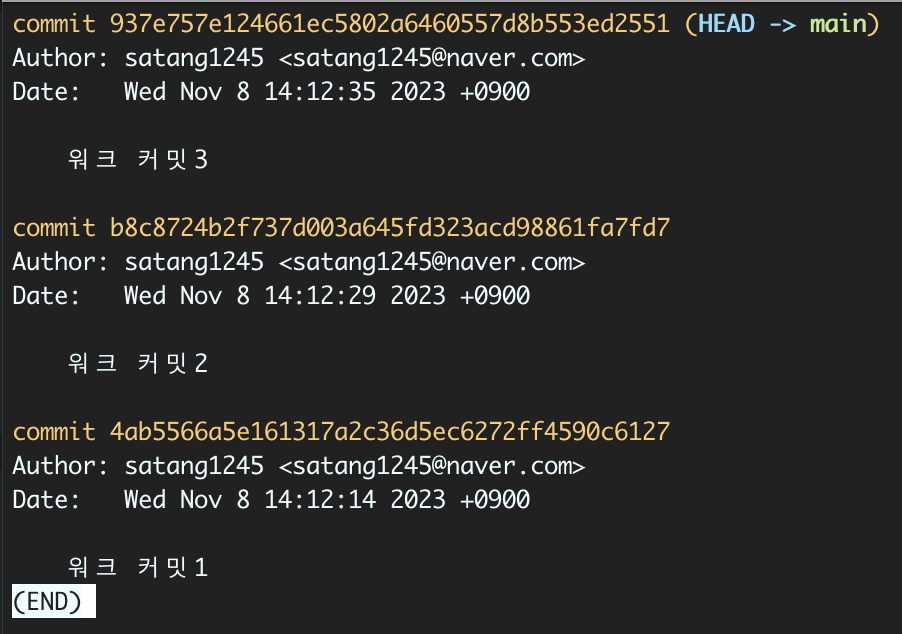 commit 937e757e124661ec5802a6460557d8b553ed2551 (HEAD -> main)
Author: satang1245 <satang1245@naver.com>
Date:   Wed Nov 8 14:12:35 2023 +0900
워크 커밋3
commit b8c8724b2f737d003a645fd323acd98861fa7fd7
Author: satang1245 <satang1245@naver.com>
Date:   Wed Nov 8 14:12:29 2023 +0900
워크 커밋2
commit 4ab5566a5e161317a2c36d5ec6272ff4590c6127
Author: satang1245 <satang1245@naver.com>
Date:   Wed Nov 8 14:12:14 2023 +0900
워크 커밋1
(END)